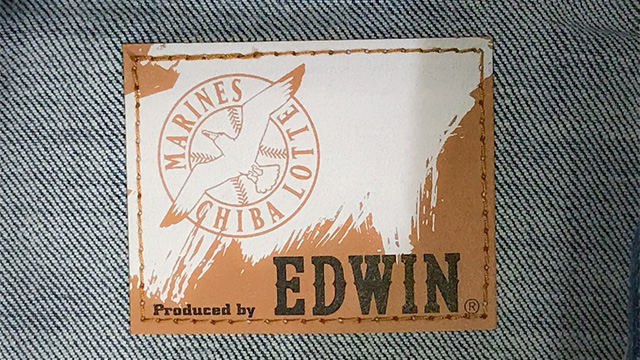 MARINES
CHIBA LOTTE
Produced by EDWIN®